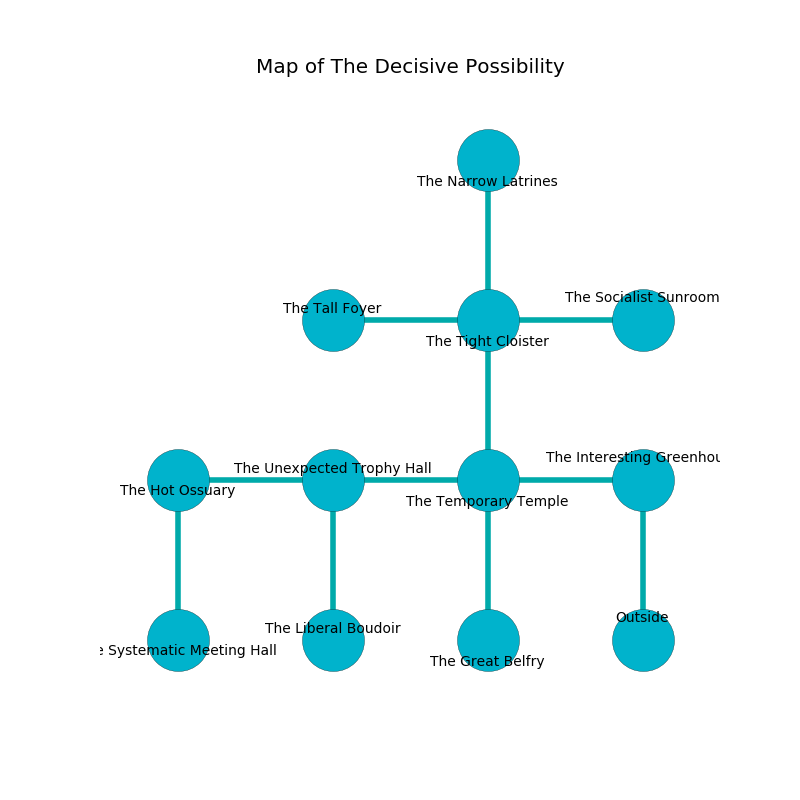 Map of The Decisive Possibility
The Narrow Latrines
The Socialist Sunroom
The Tall Foyer
The Tight Cloister
The Interesting Greenhou
The Unexpected Trophy Hall
The Hot Ossuary
The Temporary Temple
Outside
The Liberal Boudoir
e Systematic Meeting Hall
The Great Belfry